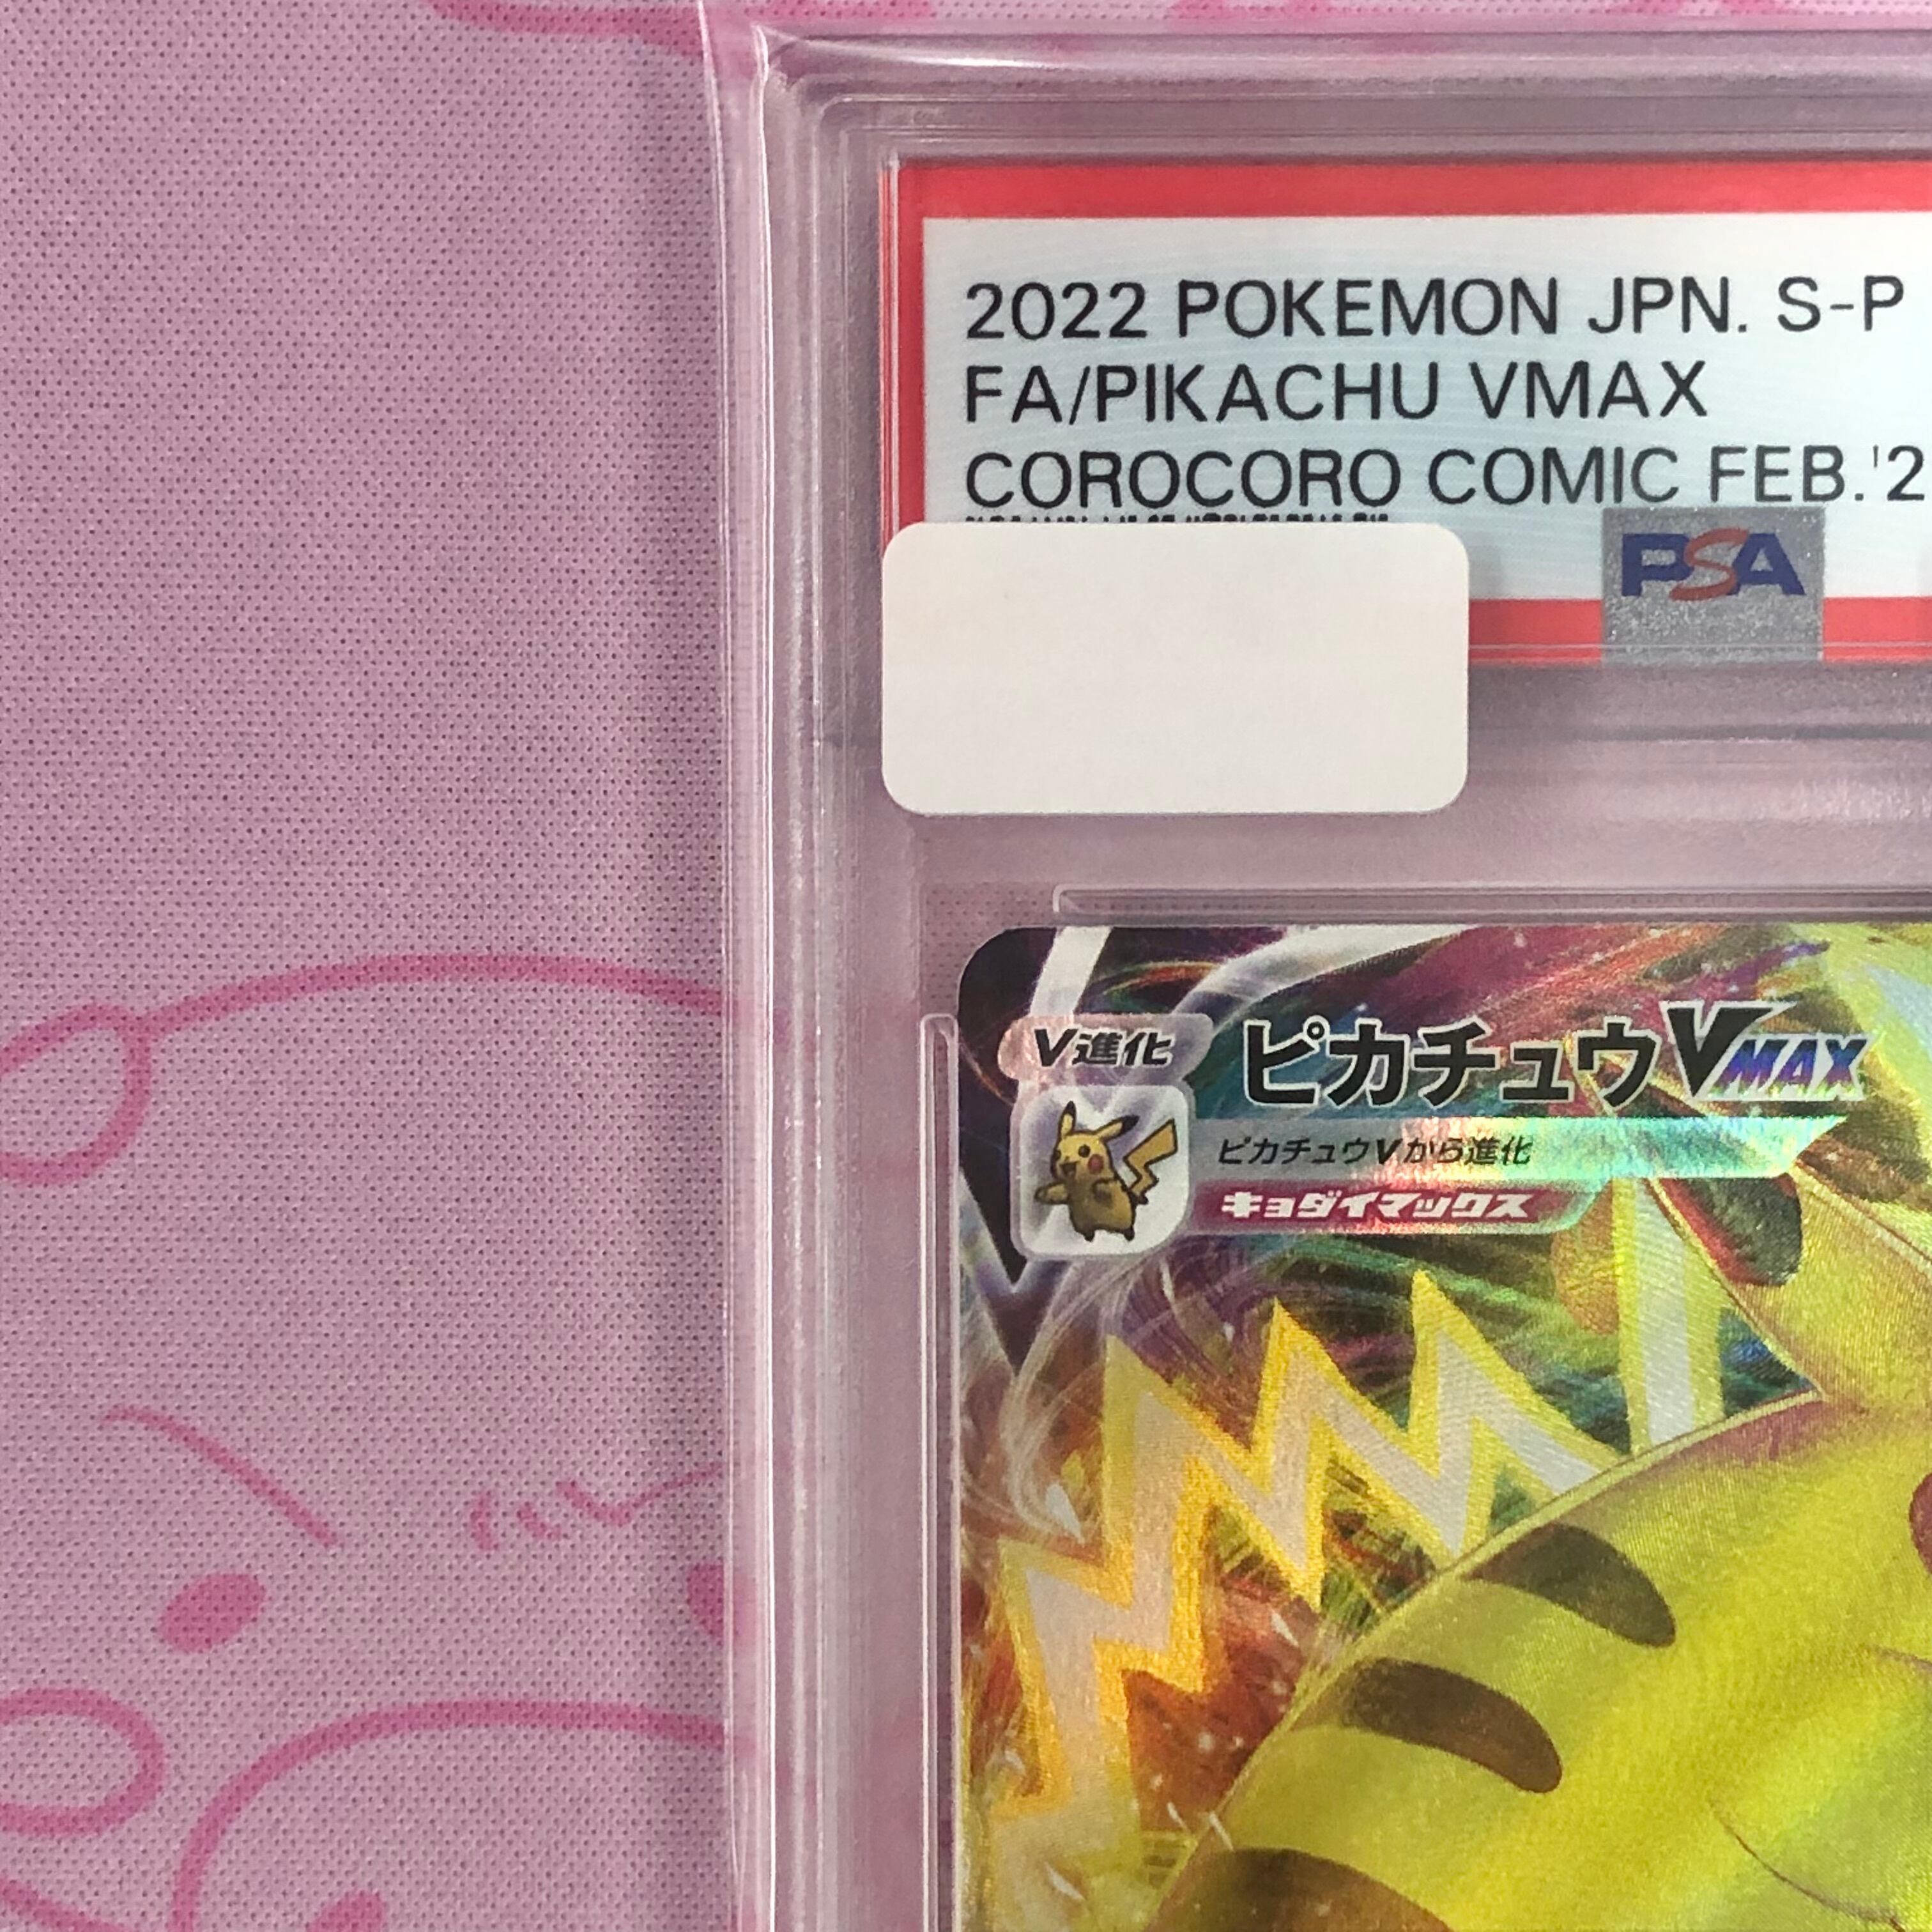 2022 POKEMON JPN. S-P
FA/PIKACHU VMAX
COROCORO COMIC FEB.'2
PSA
V進化
ピカチュウVMAX
ピカチュウVから進化
キョダイマックス